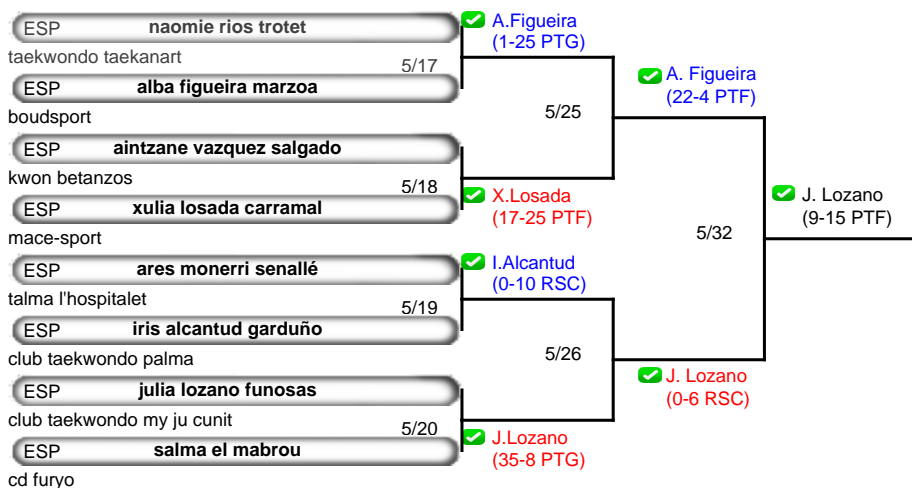 ESP naomie rios trotet
taekwondo taekanart
5/17
ESP alba figueira marzoa
boudsport
ESP aintzane vazquez salgado
kwon betanzos
5/18
ESP xulia losada carramal
mace-sport
ESP ares monerri senallé
talma l'hospitalet
5/19
ESP iris alcantud garduño
club taekwondo palma
ESP julia lozano funosas
club taekwondo my ju cunit
5/20
ESP salma el mabrou
cd furyo
A.Figueira
(1-25 PTG)
5/25
X.Losada
(17-25 PTF)
I.Alcantud
(0-10 RSC)
5/26
J.Lozano
(35-8 PTG)
A. Figueira
(22-4 PTF)
5/32
J. Lozano
(0-6 RSC)
J. Lozano
(9-15 PTF)